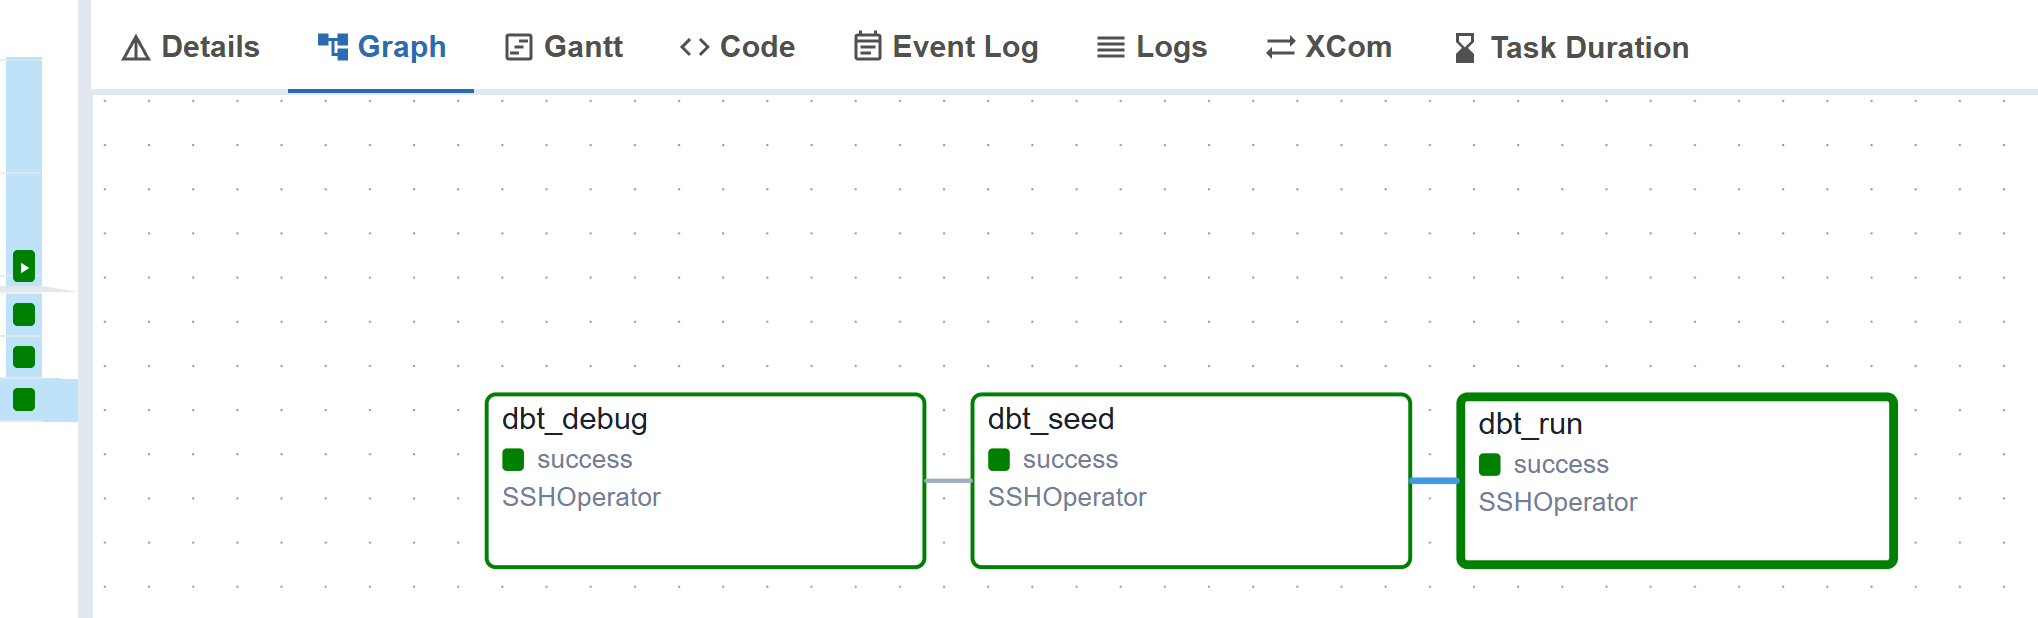 Details Graph Gantt Code Event Log Logs XCom Task Duration
dbt_debug
success
SSHOperator
dbt_seed
success
SSHOperator
dbt_run
success
SSHOperator